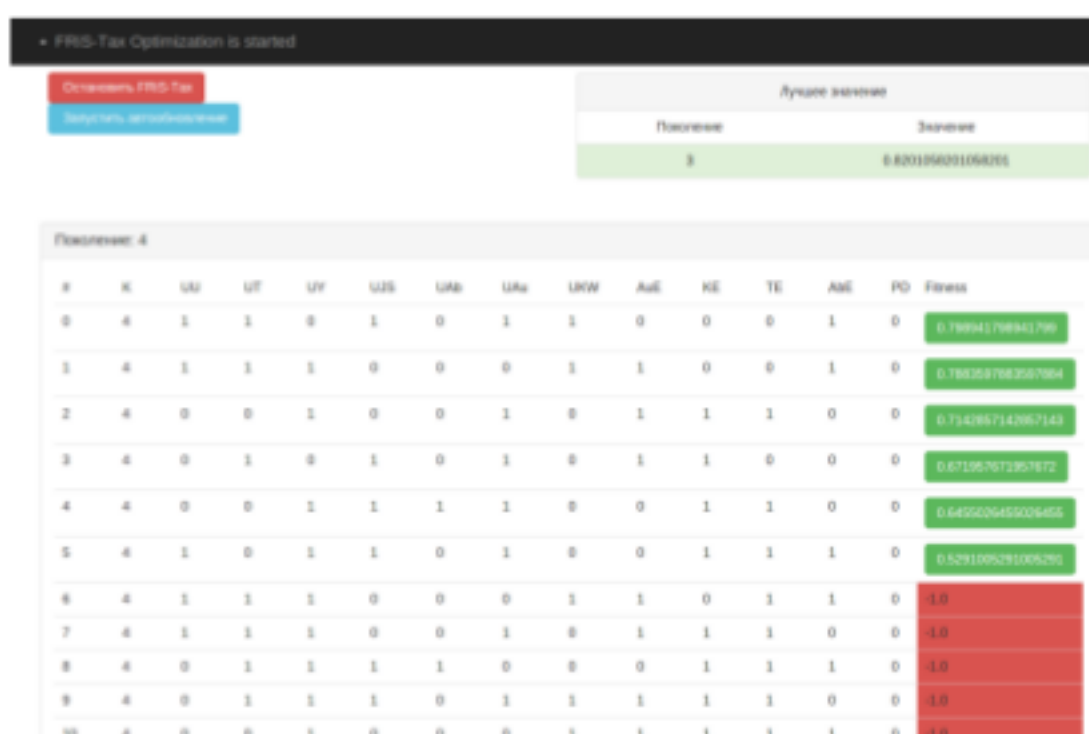 FRIS-Tax Optimization is started
Остановить FRIS-Tax
Запустить автообновление
Лучшее значение
Поколение Значение
3 0.8201058201058201
Поколение: 4
# K UU UT UY UJS UAb UAu UKW AuE KE TE AbE PD Fitness
0 4 1 1 0 1 0 1 1 0 0 0 1 0 0.798941798941799
1 4 1 1 1 0 0 0 1 1 0 0 1 0 0.7883597883597884
2 4 0 0 1 0 0 1 0 1 1 1 0 0 0.7142857142857143
3 4 0 1 0 1 0 1 0 1 1 0 0 0 0.671957671957672
4 4 0 0 1 1 1 1 0 0 1 1 0 0 0.6455026455026455
5 4 1 0 1 1 0 1 0 0 1 1 1 0 0.5291005291005291
6 4 1 1 1 0 0 0 1 1 0 1 1 0 -1.0
7 4 1 1 1 0 0 1 0 1 1 1 0 0 -1.0
8 4 0 1 1 1 1 0 0 0 1 1 1 0 -1.0
9 4 0 1 1 1 0 1 1 1 1 1 0 0 -1.0